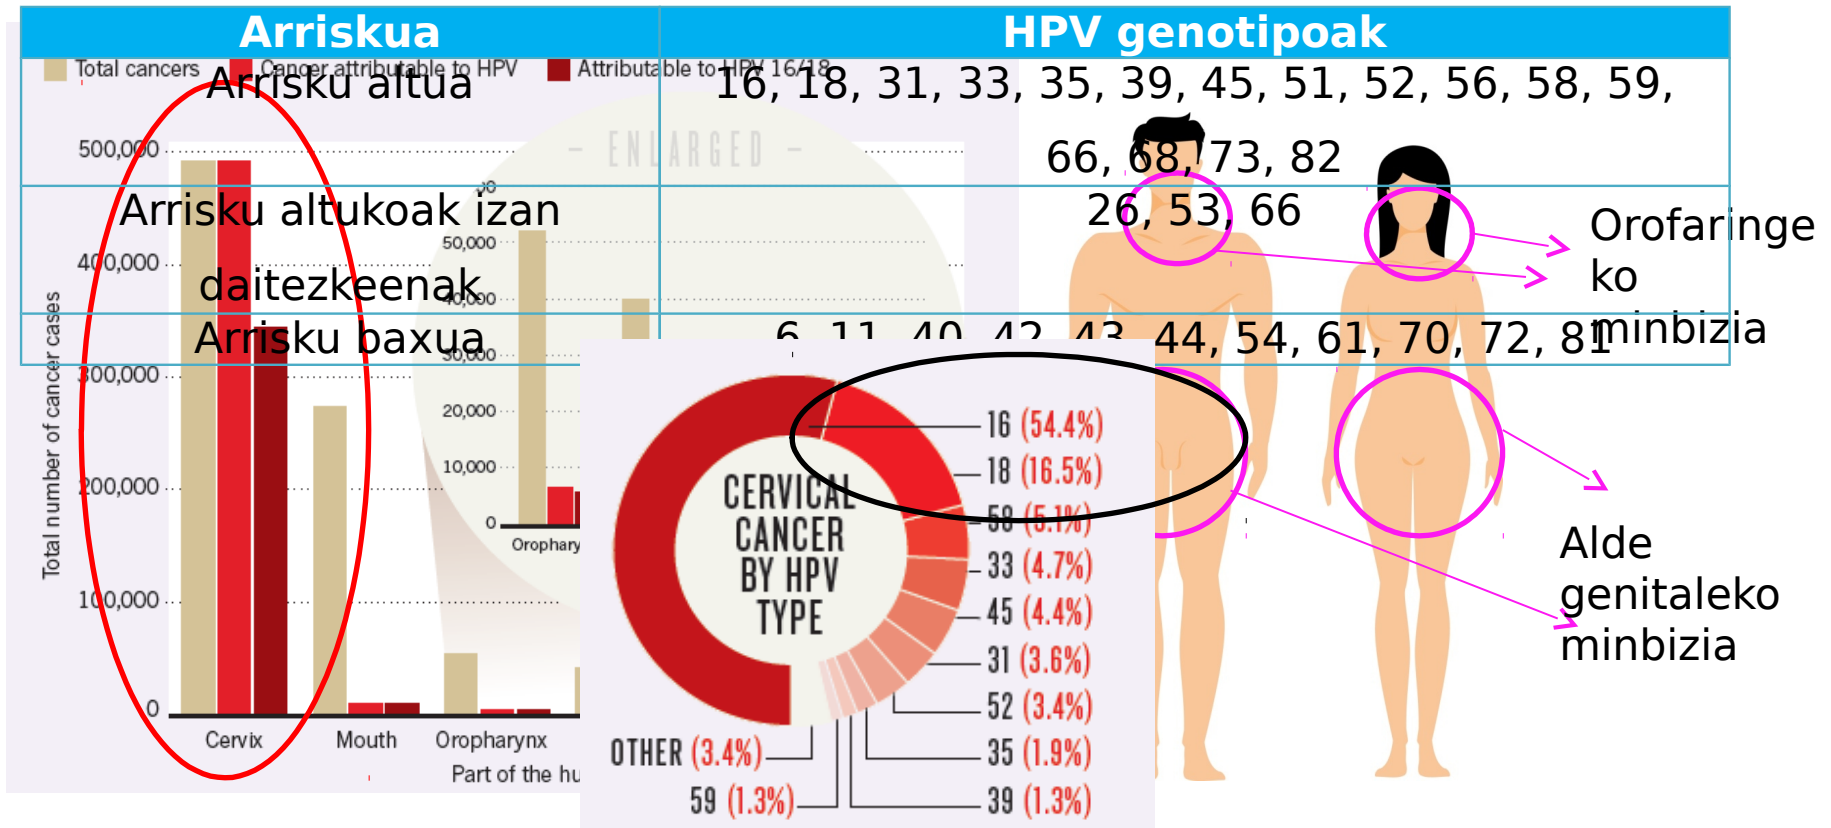 Arriskua
HPV genotipoak
Total cancers
Cancer attributable to HPV
Attributable to HPV 16/18
Arrisku altua
16, 18, 31, 33, 35, 39, 45, 51, 52, 56, 58, 59,
66, 68, 73, 82
Arrisku altukoak izan
daitezkeenak
26, 53, 66
Arrisku baxua
6, 11, 40, 42, 43, 44, 54, 61, 70, 72, 81
– ENLARGED –
500,000
400,000
300,000
200,000
100,000
0
Total number of cancer cases
50,000
40,000
30,000
20,000
10,000
0
Orophary
Cervix
Mouth
Oropharynx
Part of the hu
CERVICAL
CANCER
BY HPV
TYPE
16 (54.4%)
18 (16.5%)
58 (5.1%)
33 (4.7%)
45 (4.4%)
31 (3.6%)
52 (3.4%)
35 (1.9%)
39 (1.3%)
OTHER (3.4%)
59 (1.3%)
Orofaringe
ko
minbizia
Alde
genitaleko
minbizia